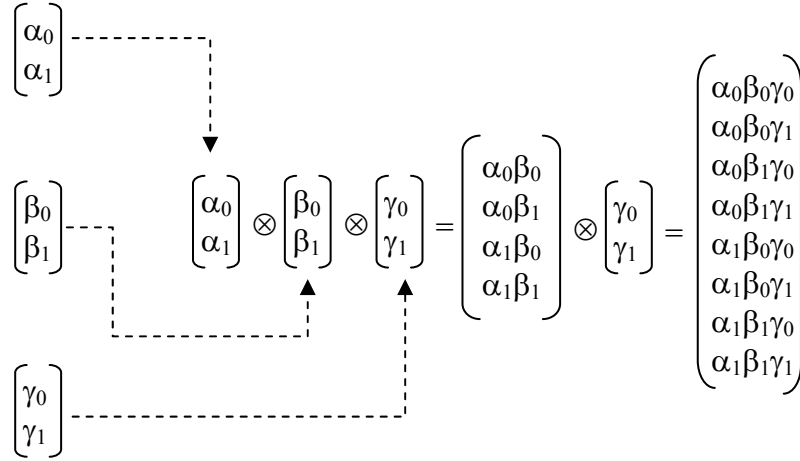 α₀
α₁
β₀
β₁
γ₀
γ₁
α₀
α₁
⊗
β₀
β₁
⊗
γ₀
γ₁
=
α₀β₀
α₀β₁
α₁β₀
α₁β₁
⊗
γ₀
γ₁
=
α₀β₀γ₀
α₀β₀γ₁
α₀β₁γ₀
α₀β₁γ₁
α₁β₀γ₀
α₁β₀γ₁
α₁β₁γ₀
α₁β₁γ₁